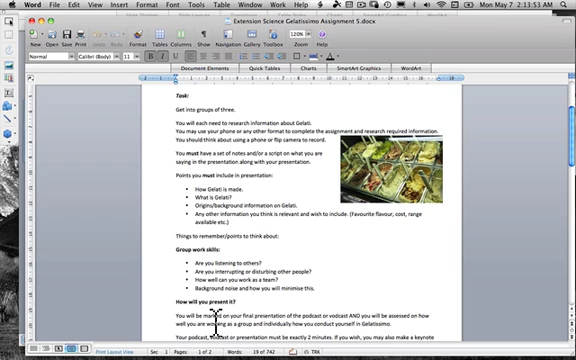 Word File Edit View Insert Format Font Tools Table Window Work Help Mon May 7 2:13:53 AM
Extension Science Gelatissimo Assignment 5.docx
New Open Save Print Format Tables Columns Navigation Gallery Toolbox Zoom Help
120%
Normal Calibri (Body) 11 B I U
Document Elements Quick Tables Charts SmartArt Graphics WordArt
Task:
Get into groups of three.
You will each need to research information about Gelati.
You may use your phone or any other format to complete the assignment and research required information.
You should think about using a phone or flip camera to record.
You must have a set of notes and/or a script on what you are
saying in the presentation along with your presentation.
Points you must include in presentation:
• How Gelati is made.
• What is Gelati?
• Origins/background information on Gelati.
• Any other information you think is relevant and wish to include. (Favourite flavour, cost, range
available etc.)
Things to remember/points to think about:
Group work skills:
• Are you listening to others?
• Are you interrupting or disturbing other people?
• How well can you work as a team?
• Background noise and how you will minimise this.
How will you present it?
You will be marked on your final presentation of the podcast or vodcast AND you will be assessed on how
well you are working as a group and individually how you conduct yourself in Gelatissimo.
Your podcast, vodcast or presentation must be exactly 2 minutes. If you wish, you may also make a keynote
Print Layout View Sec 1 Pages: 1 of 2 Words: 19 of 742 TRK